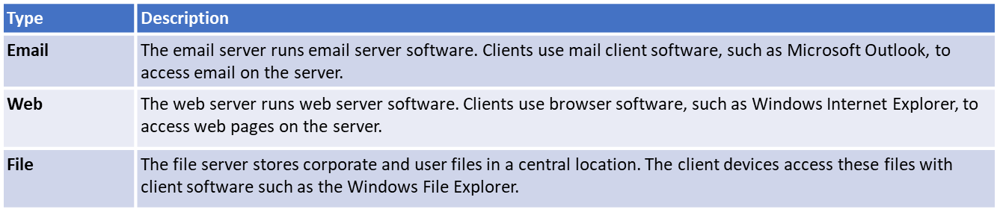 Type Description
Email The email server runs email server software. Clients use mail client software, such as Microsoft Outlook, to
access email on the server.
Web The web server runs web server software. Clients use browser software, such as Windows Internet Explorer, to
access web pages on the server.
File The file server stores corporate and user files in a central location. The client devices access these files with
client software such as the Windows File Explorer.